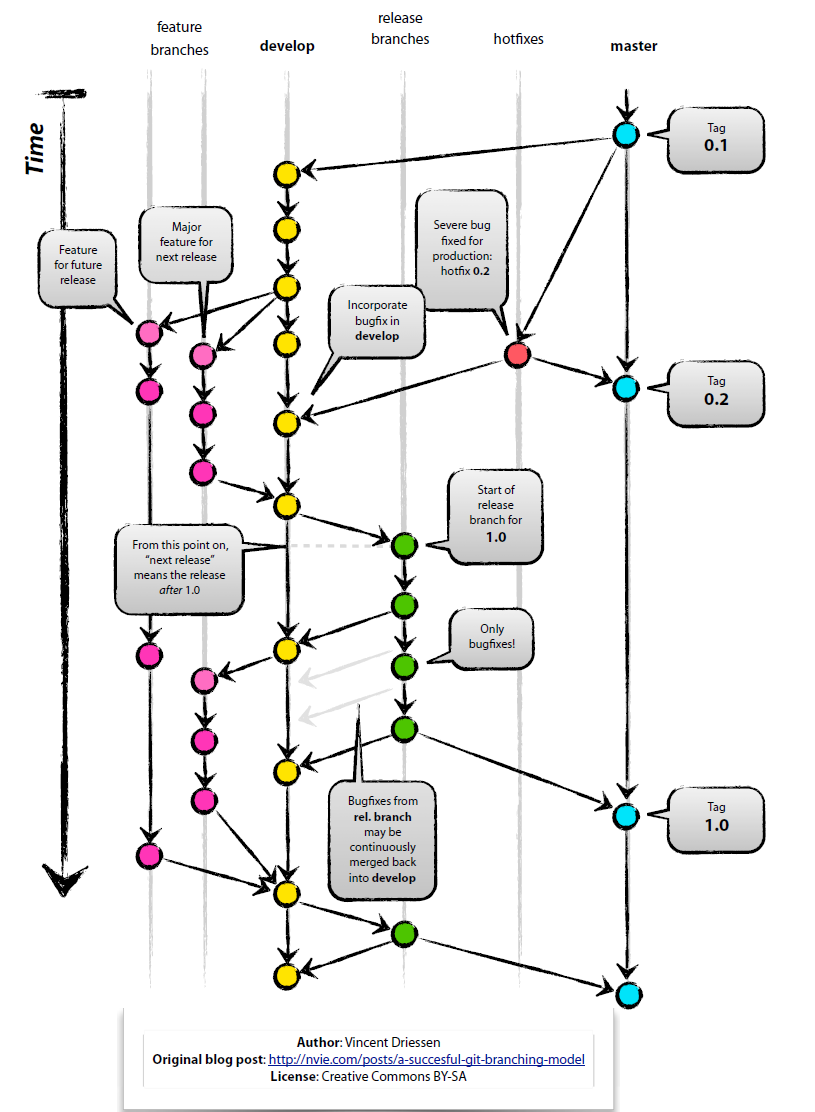 feature
branches
develop
release
branches
hotfixes
master
Time
Tag
0.1
Major
feature for
next release
Severe bug
fixed for
production:
hotfix 0.2
Feature
for future
release
Incorporate
bugfix in
develop
Tag
0.2
Start of
release
branch for
1.0
From this point on,
“next release”
means the release
after 1.0
Only
bugfixes!
Bugfixes from
rel. branch
may be
continuously
merged back
into develop
Tag
1.0
Author: Vincent Driessen
Original blog post: http://nvie.com/posts/a-succesful-git-branching-model
License: Creative Commons BY-SA